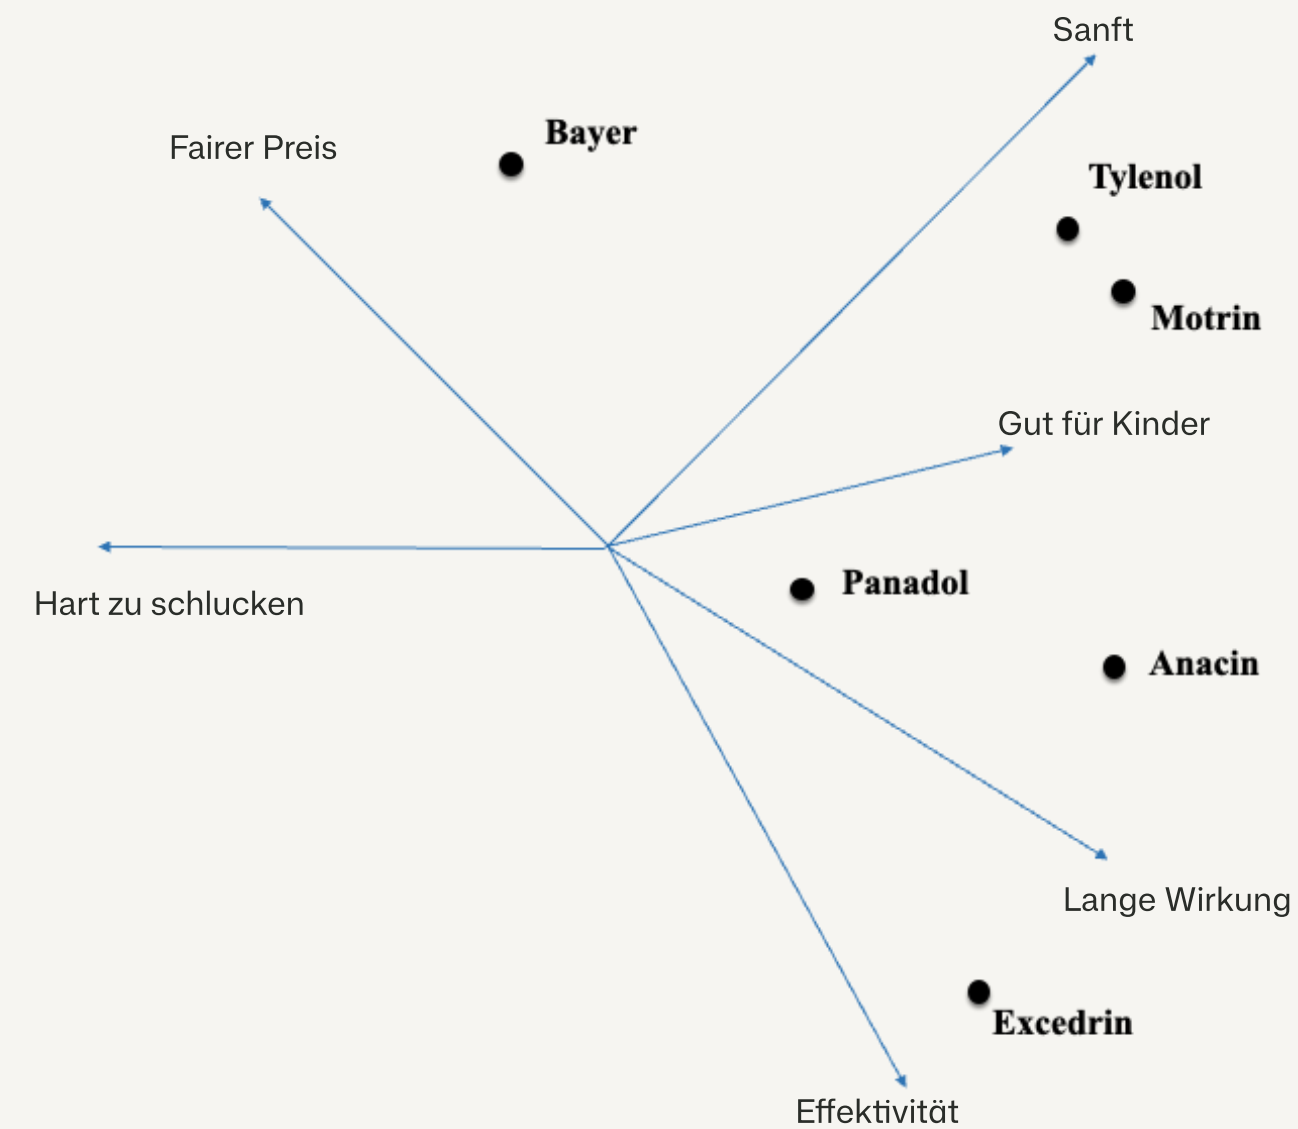 Sanft
Bayer
Fairer Preis
Tylenol
Motrin
Gut für Kinder
Panadol
Hart zu schlucken
Anacin
Lange Wirkung
Excedrin
Effektivität